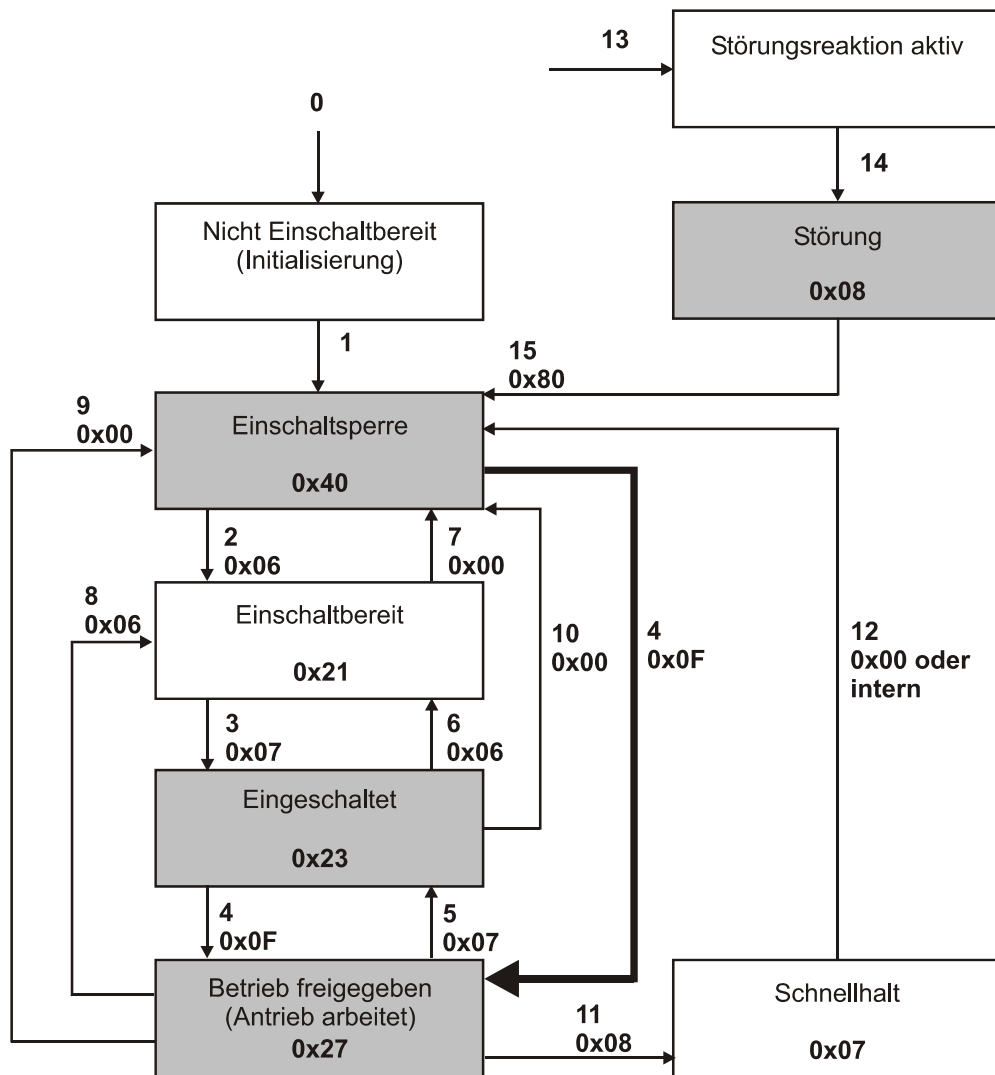 13
Störungsreaktion aktiv
0
14
Nicht Einschaltbereit
(Initialisierung)
Störung
0x08
1
15
0x80
9
0x00
Einschaltsperre
0x40
2
0x06
7
0x00
8
0x06
Einschaltbereit
0x21
10
0x00
4
0x0F
12
0x00 oder
intern
3
0x07
6
0x06
Eingeschaltet
0x23
4
0x0F
5
0x07
Betrieb freigegeben
(Antrieb arbeitet)
0x27
11
0x08
Schnellhalt
0x07